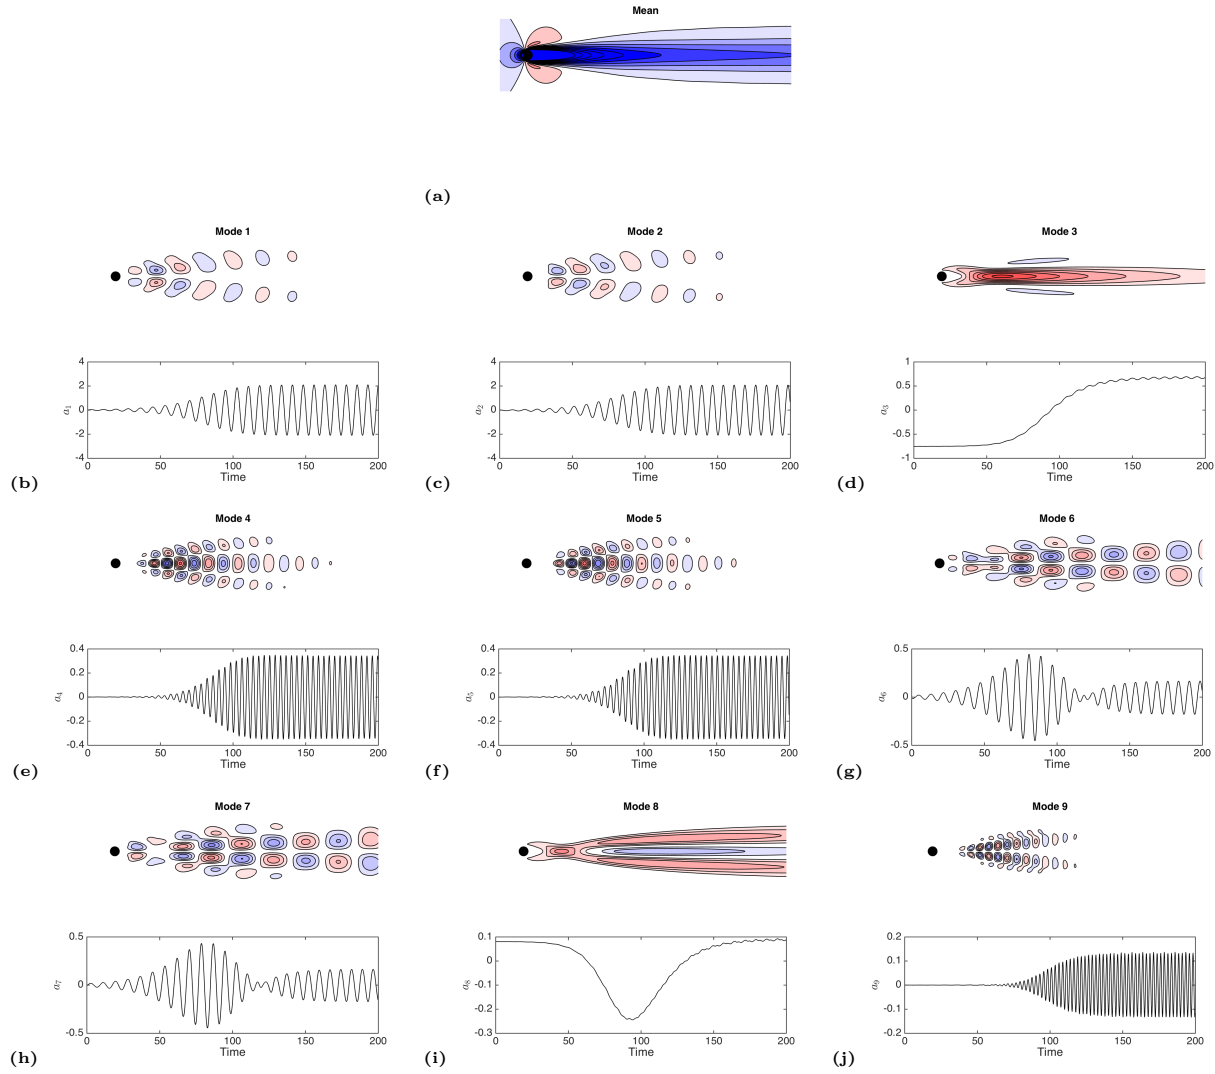 Mean
(a)
Mode 1
4
2
0
-2
-4
a1
0 50 100 150 200
Time
(b)
Mode 2
4
2
0
-2
-4
a2
0 50 100 150 200
Time
(c)
Mode 3
1
0.5
0
-0.5
-1
a3
0 50 100 150 200
Time
(d)
Mode 4
0.4
0.2
0
-0.2
-0.4
a4
0 50 100 150 200
Time
(e)
Mode 5
0.4
0.2
0
-0.2
-0.4
a5
0 50 100 150 200
Time
(f)
Mode 6
0.5
0
-0.5
a6
0 50 100 150 200
Time
(g)
Mode 7
0.5
0
-0.5
a7
0 50 100 150 200
Time
(h)
Mode 8
0.1
0
-0.1
-0.2
-0.3
a8
0 50 100 150 200
Time
(i)
Mode 9
0.2
0.1
0
-0.1
-0.2
a9
0 50 100 150 200
Time
(j)